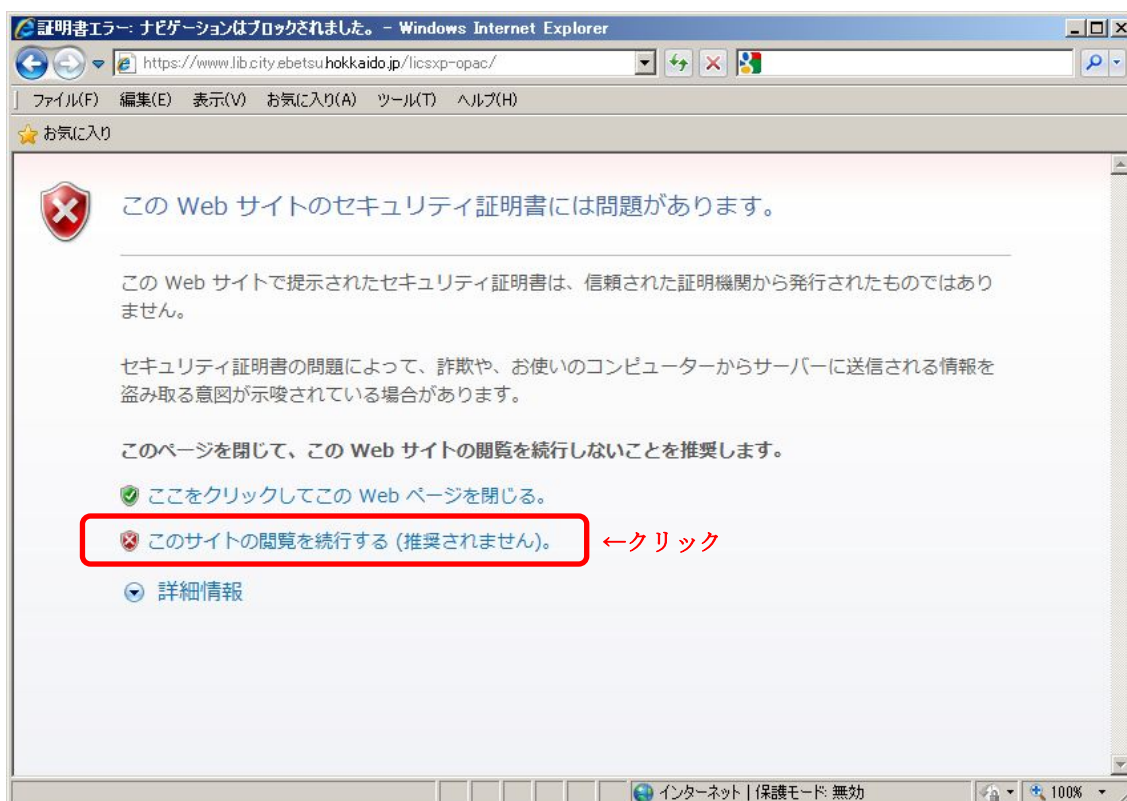 証明書エラー: ナビゲーションはブロックされました。 - Windows Internet Explorer
https://www.lib.city.ebetsu.hokkaido.jp/licsxp-opac/
ファイル(F) 編集(E) 表示(V) お気に入り(A) ツール(T) ヘルプ(H)
お気に入り
この Web サイトのセキュリティ証明書には問題があります。
この Web サイトで提示されたセキュリティ証明書は、信頼された証明機関から発行されたものではあり
ません。
セキュリティ証明書の問題によって、詐欺や、お使いのコンピューターからサーバーに送信される情報を
盗み取る意図が示唆されている場合があります。
このページを閉じて、この Web サイトの閲覧を続行しないことを推奨します。
ここをクリックしてこの Web ページを閉じる。
このサイトの閲覧を続行する (推奨されません)。 ←クリック
詳細情報
インターネット | 保護モード: 無効 100%